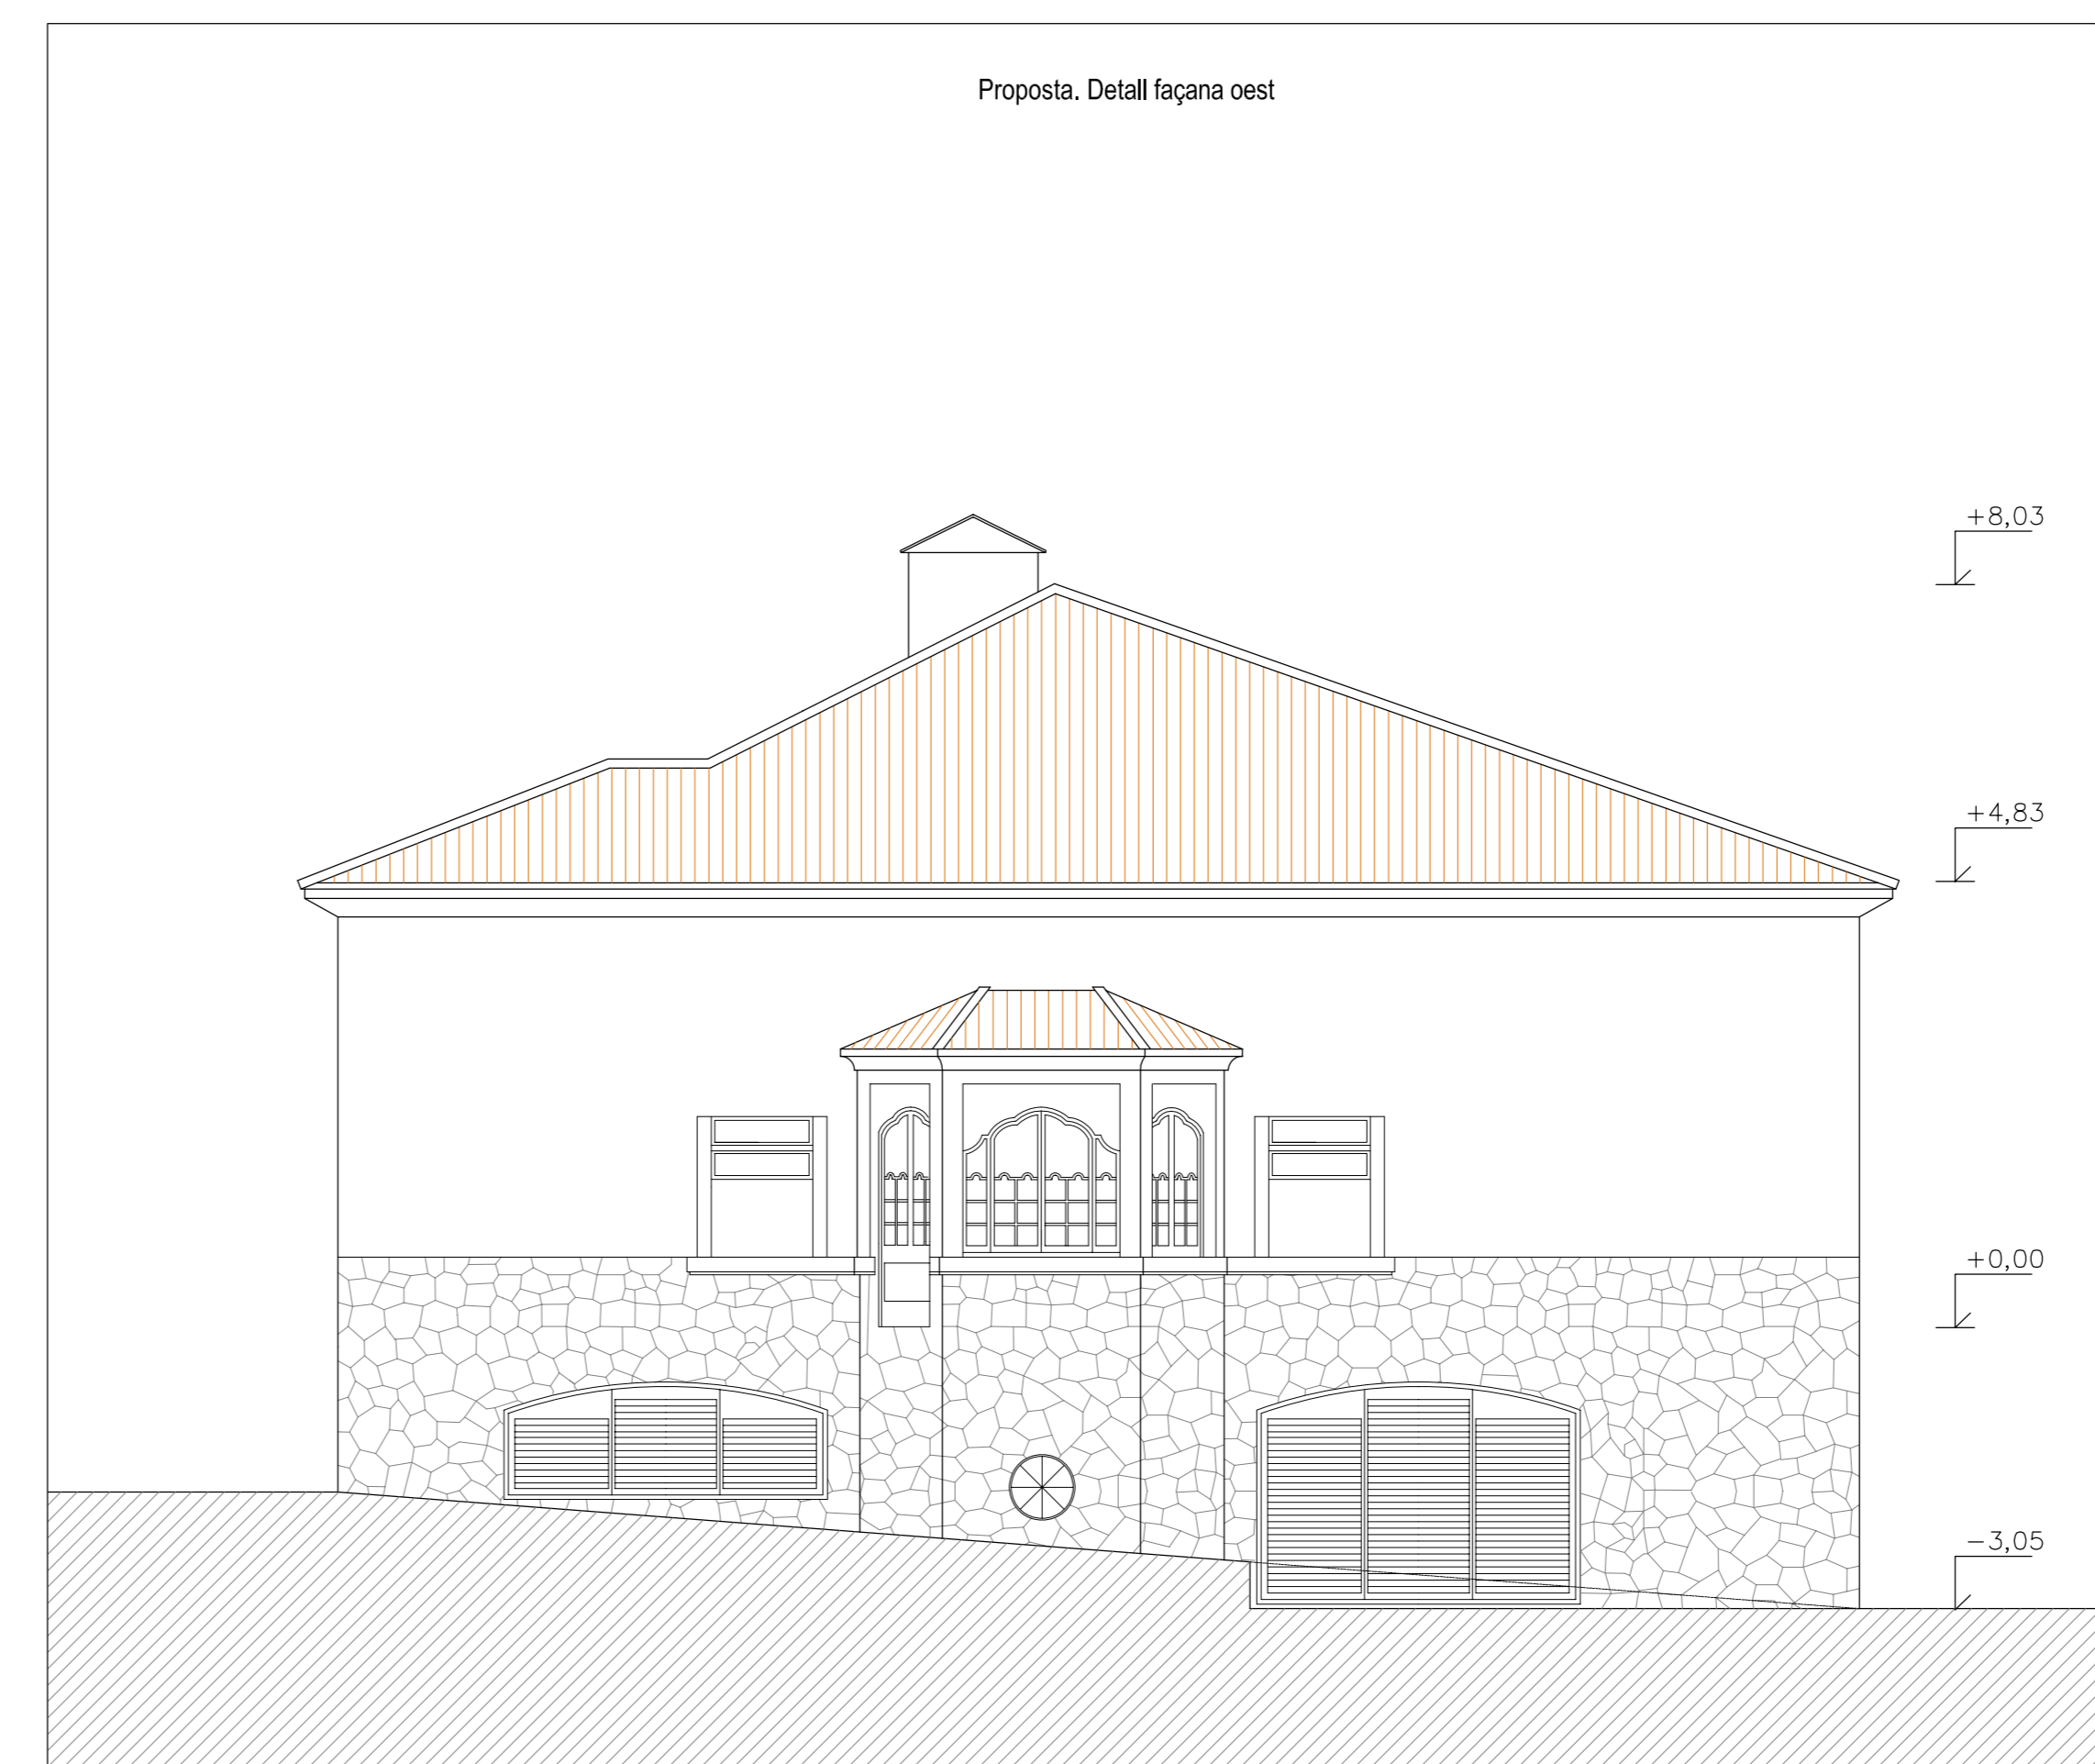 Proposta. Detall façana oest
+8,03
+4,83
+0,00
−3,05